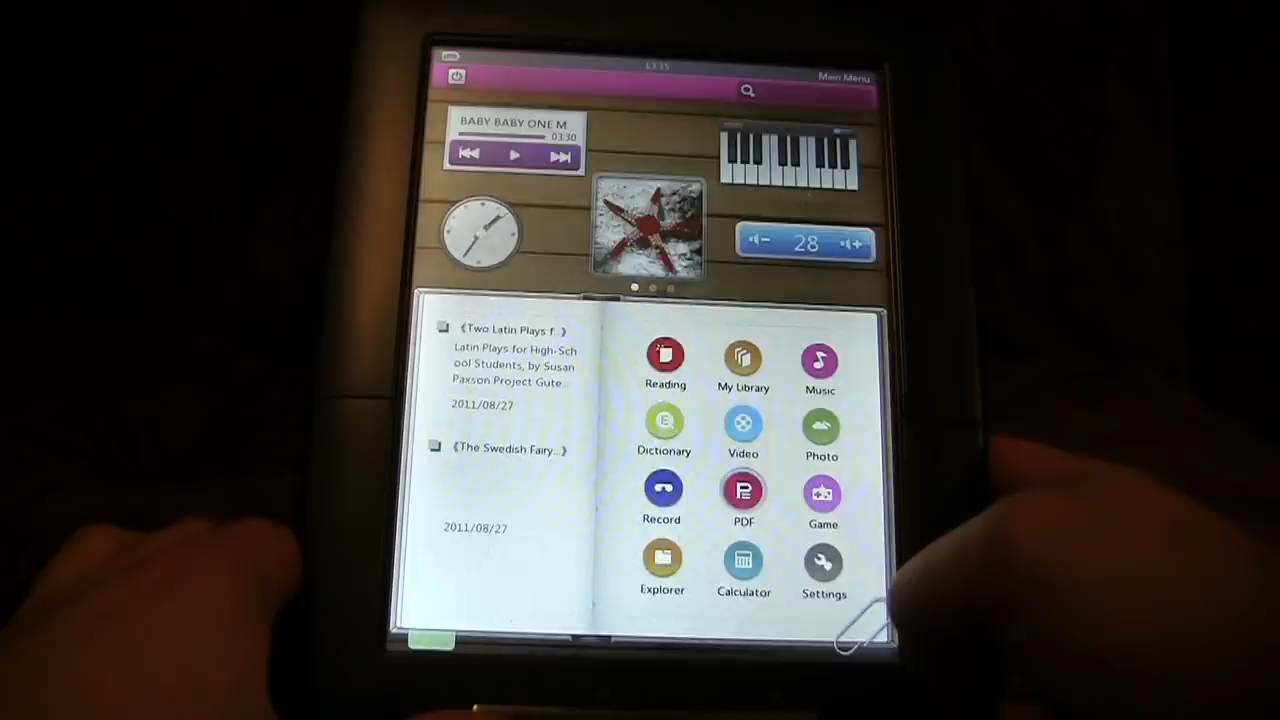 13:35
Main Menu
BABY BABY ONE M
03:30
28
《Two Latin Plays f..》
Latin Plays for High-Sch
ool Students, by Susan
Paxson Project Gute...
2011/08/27
《The Swedish Fairy...》
2011/08/27
Reading
My Library
Music
Dictionary
Video
Photo
Record
PDF
Game
Explorer
Calculator
Settings